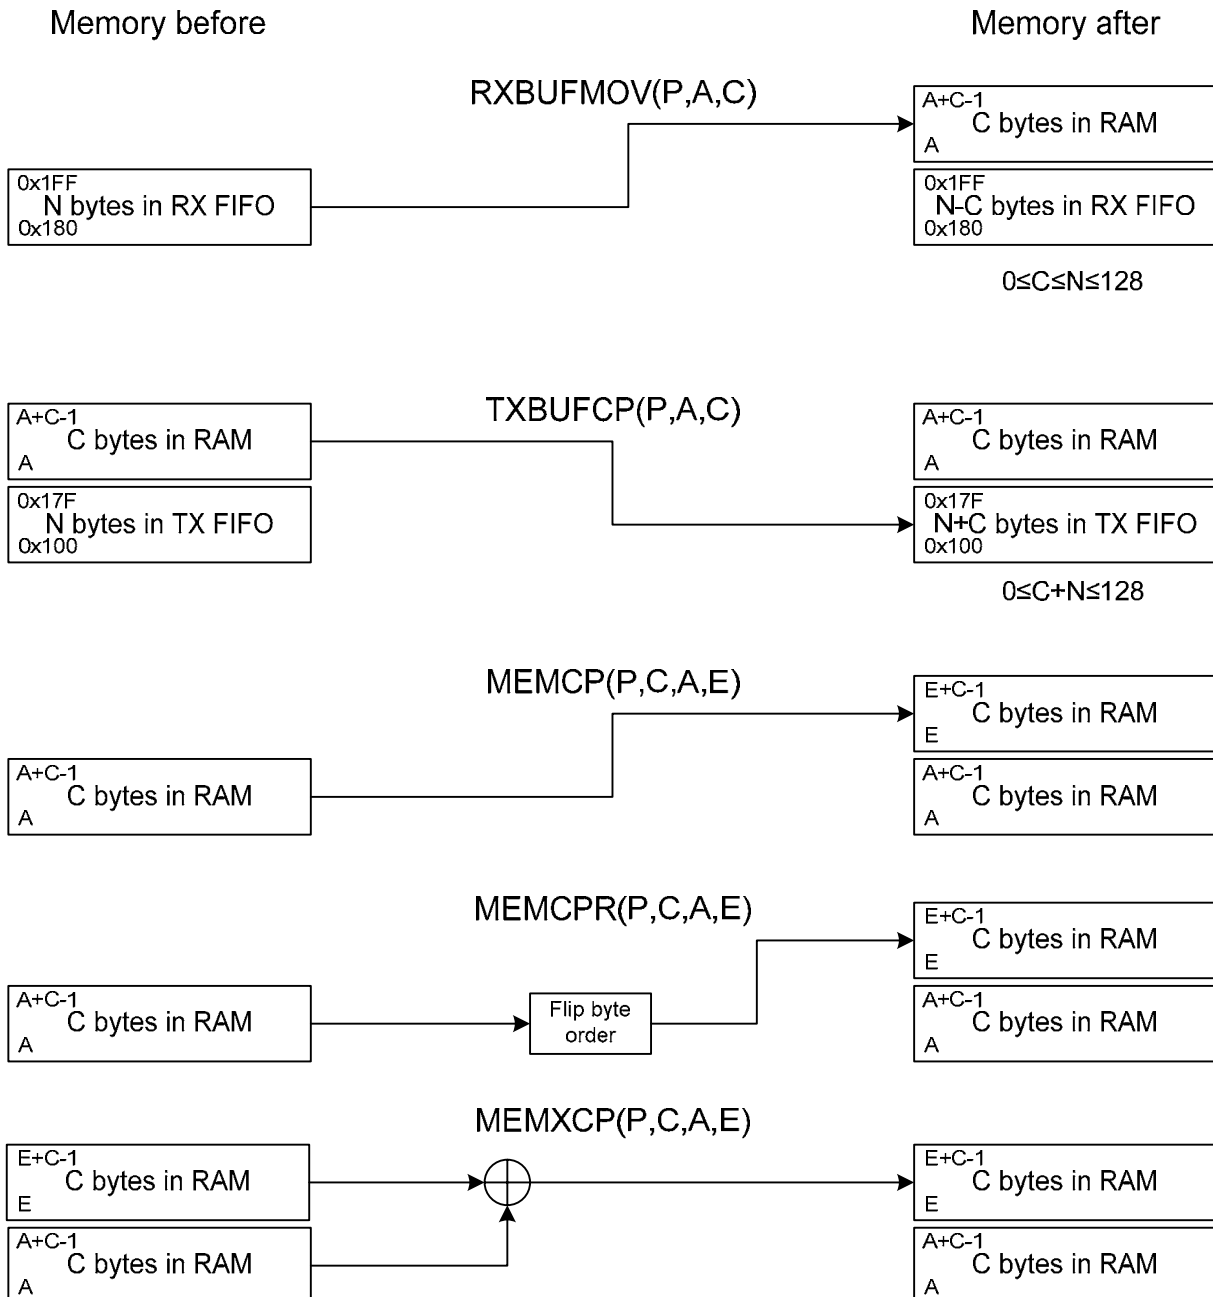 Memory before
Memory after
RXBUFMOV(P,A,C)
A+C-1
C bytes in RAM
A
0x1FF
N bytes in RX FIFO
0x180
0x1FF
N-C bytes in RX FIFO
0x180
0≤C≤N≤128
TXBUFCP(P,A,C)
A+C-1
C bytes in RAM
A
A+C-1
C bytes in RAM
A
0x17F
N bytes in TX FIFO
0x100
0x17F
N+C bytes in TX FIFO
0x100
0≤C+N≤128
MEMCP(P,C,A,E)
E+C-1
C bytes in RAM
E
A+C-1
C bytes in RAM
A
A+C-1
C bytes in RAM
A
MEMCPR(P,C,A,E)
E+C-1
C bytes in RAM
E
A+C-1
C bytes in RAM
A
Flip byte
order
A+C-1
C bytes in RAM
A
MEMXCP(P,C,A,E)
E+C-1
C bytes in RAM
E
E+C-1
C bytes in RAM
E
A+C-1
C bytes in RAM
A
A+C-1
C bytes in RAM
A